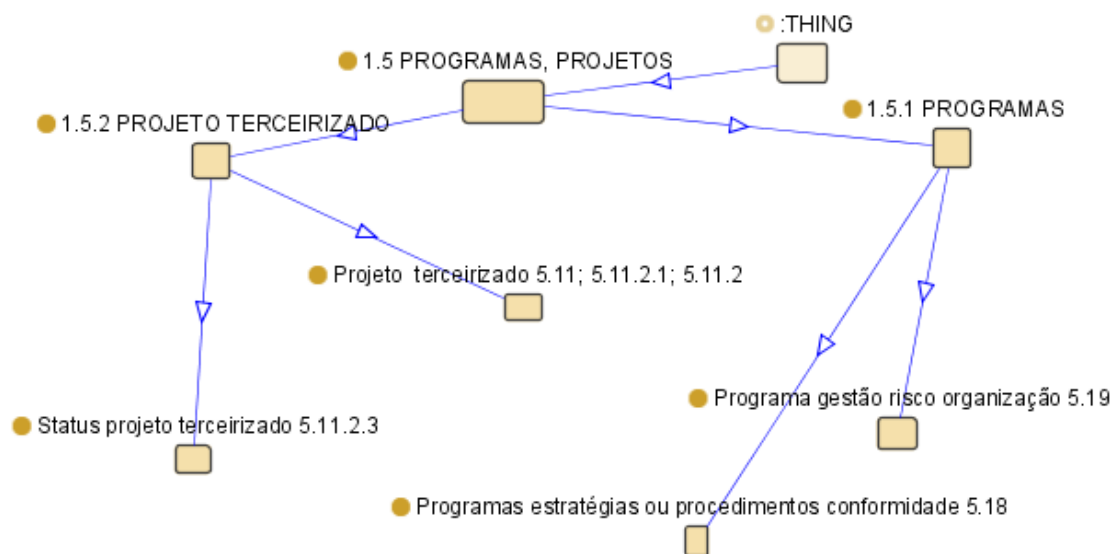 :THING
1.5 PROGRAMAS, PROJETOS
1.5.1 PROGRAMAS
1.5.2 PROJETO TERCEIRIZADO
Projeto terceirizado 5.11; 5.11.2.1; 5.11.2
Programa gestão risco organização 5.19
Status projeto terceirizado 5.11.2.3
Programas estratégias ou procedimentos conformidade 5.18